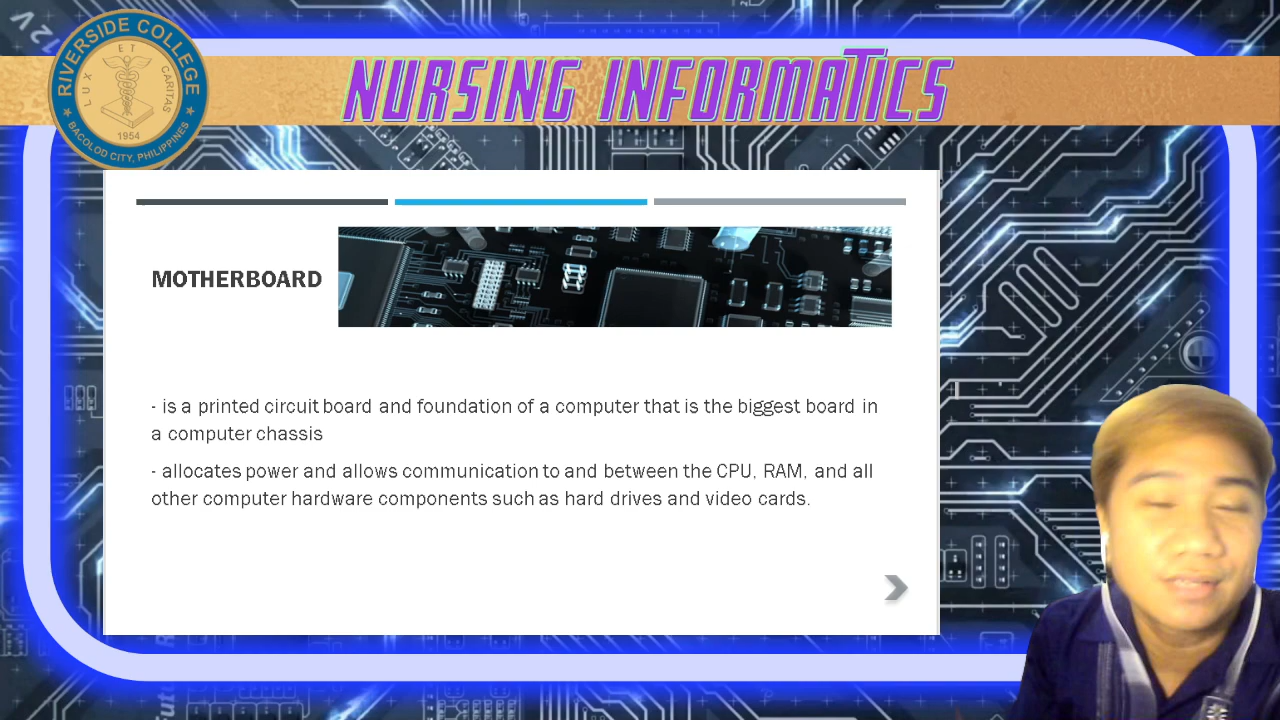 12V
RIVERSIDE COLLEGE
ET
LUX
CARITAS
1954
BACOLOD CITY, PHILIPPINES
NURSING INFORMATICS
MOTHERBOARD
- is a printed circuit board and foundation of a computer that is the biggest board in
a computer chassis
- allocates power and allows communication to and between the CPU, RAM, and all
other computer hardware components such as hard drives and video cards.